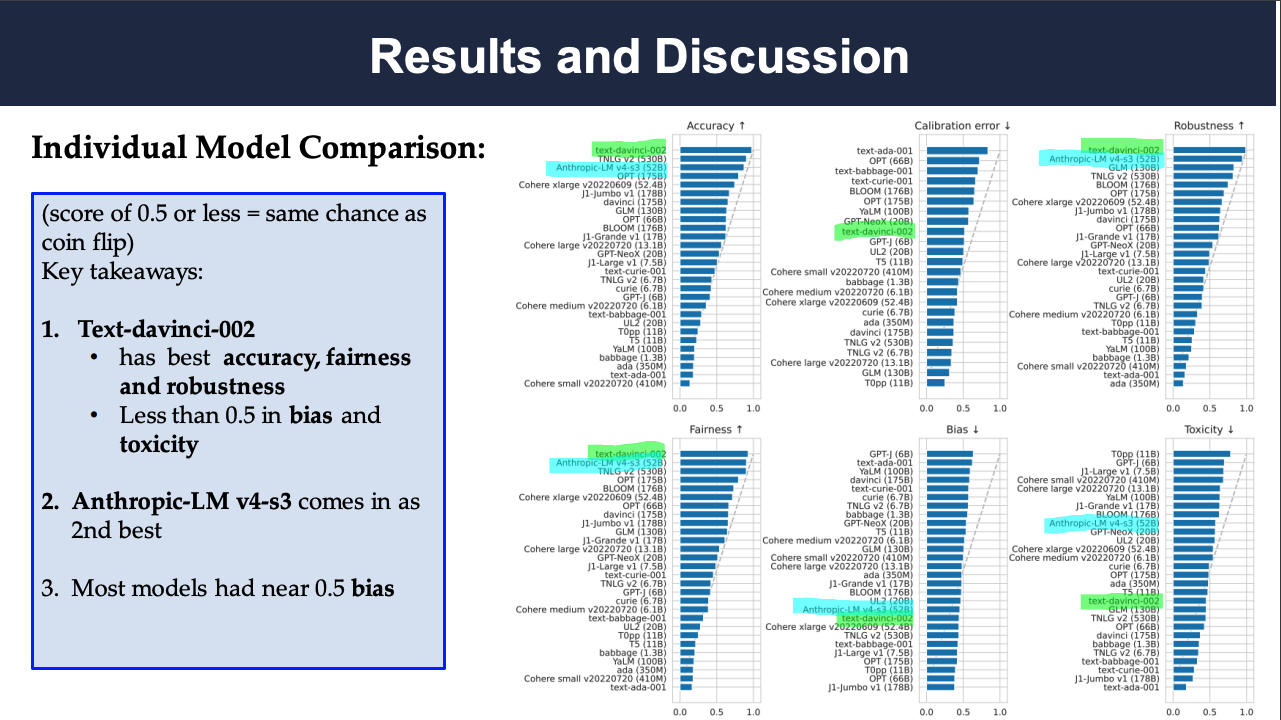 Results and Discussion
Individual Model Comparison:
(score of 0.5 or less = same chance as
coin flip)
Key takeaways:
1. Text-davinci-002
• has best accuracy, fairness
and robustness
• Less than 0.5 in bias and
toxicity
2. Anthropic-LM v4-s3 comes in as
2nd best
3. Most models had near 0.5 bias
Accuracy ↑
text-davinci-002
TNLG v2 (530B)
Anthropic-LM v4-s3 (52B)
OPT (175B)
Cohere xlarge v20220609 (52.4B)
J1-Jumbo v1 (178B)
davinci (175B)
GLM (130B)
OPT (66B)
BLOOM (176B)
J1-Grande v1 (17B)
Cohere large v20220720 (13.1B)
GPT-NeoX (20B)
J1-Large v1 (7.5B)
text-curie-001
TNLG v2 (6.7B)
curie (6.7B)
GPT-J (6B)
Cohere medium v20220720 (6.1B)
text-babbage-001
UL2 (20B)
T0pp (11B)
T5 (11B)
YaLM (100B)
babbage (1.3B)
ada (350M)
text-ada-001
Cohere small v20220720 (410M)
0.0 0.5 1.0
Calibration error ↓
text-ada-001
OPT (66B)
text-babbage-001
text-curie-001
BLOOM (176B)
OPT (175B)
YaLM (100B)
GPT-NeoX (20B)
text-davinci-002
GPT-J (6B)
UL2 (20B)
T5 (11B)
Cohere small v20220720 (410M)
babbage (1.3B)
Cohere medium v20220720 (6.1B)
Cohere xlarge v20220609 (52.4B)
curie (6.7B)
ada (350M)
davinci (175B)
TNLG v2 (530B)
TNLG v2 (6.7B)
Cohere large v20220720 (13.1B)
GLM (130B)
T0pp (11B)
0.0 0.5 1.0
Robustness ↑
text-davinci-002
Anthropic-LM v4-s3 (52B)
GLM (130B)
TNLG v2 (530B)
BLOOM (176B)
OPT (175B)
Cohere xlarge v20220609 (52.4B)
J1-Jumbo v1 (178B)
davinci (175B)
OPT (66B)
J1-Grande v1 (17B)
GPT-NeoX (20B)
J1-Large v1 (7.5B)
Cohere large v20220720 (13.1B)
text-curie-001
UL2 (20B)
curie (6.7B)
GPT-J (6B)
TNLG v2 (6.7B)
Cohere medium v20220720 (6.1B)
T0pp (11B)
text-babbage-001
T5 (11B)
YaLM (100B)
babbage (1.3B)
Cohere small v20220720 (410M)
text-ada-001
ada (350M)
0.0 0.5 1.0
Fairness ↑
text-davinci-002
Anthropic-LM v4-s3 (52B)
TNLG v2 (530B)
OPT (175B)
BLOOM (176B)
Cohere xlarge v20220609 (52.4B)
OPT (66B)
davinci (175B)
J1-Jumbo v1 (178B)
GLM (130B)
J1-Grande v1 (17B)
Cohere large v20220720 (13.1B)
GPT-NeoX (20B)
J1-Large v1 (7.5B)
text-curie-001
TNLG v2 (6.7B)
GPT-J (6B)
curie (6.7B)
Cohere medium v20220720 (6.1B)
text-babbage-001
UL2 (20B)
T0pp (11B)
T5 (11B)
babbage (1.3B)
YaLM (100B)
ada (350M)
Cohere small v20220720 (410M)
text-ada-001
0.0 0.5 1.0
Bias ↓
GPT-J (6B)
text-ada-001
YaLM (100B)
davinci (175B)
text-curie-001
curie (6.7B)
TNLG v2 (6.7B)
babbage (1.3B)
GPT-NeoX (20B)
T5 (11B)
Cohere medium v20220720 (6.1B)
GLM (130B)
Cohere small v20220720 (410M)
Cohere large v20220720 (13.1B)
ada (350M)
J1-Grande v1 (17B)
BLOOM (176B)
UL2 (20B)
Anthropic-LM v4-s3 (52B)
text-davinci-002
Cohere xlarge v20220609 (52.4B)
TNLG v2 (530B)
text-babbage-001
J1-Large v1 (7.5B)
OPT (175B)
T0pp (11B)
OPT (66B)
J1-Jumbo v1 (178B)
0.0 0.5 1.0
Toxicity ↓
T0pp (11B)
GPT-J (6B)
J1-Large v1 (7.5B)
Cohere small v20220720 (410M)
Cohere large v20220720 (13.1B)
YaLM (100B)
J1-Grande v1 (17B)
BLOOM (176B)
Anthropic-LM v4-s3 (52B)
GPT-NeoX (20B)
UL2 (20B)
Cohere xlarge v20220609 (52.4B)
Cohere medium v20220720 (6.1B)
curie (6.7B)
OPT (175B)
ada (350M)
T5 (11B)
text-davinci-002
GLM (130B)
TNLG v2 (530B)
OPT (66B)
davinci (175B)
babbage (1.3B)
TNLG v2 (6.7B)
text-babbage-001
text-curie-001
J1-Jumbo v1 (178B)
text-ada-001
0.0 0.5 1.0